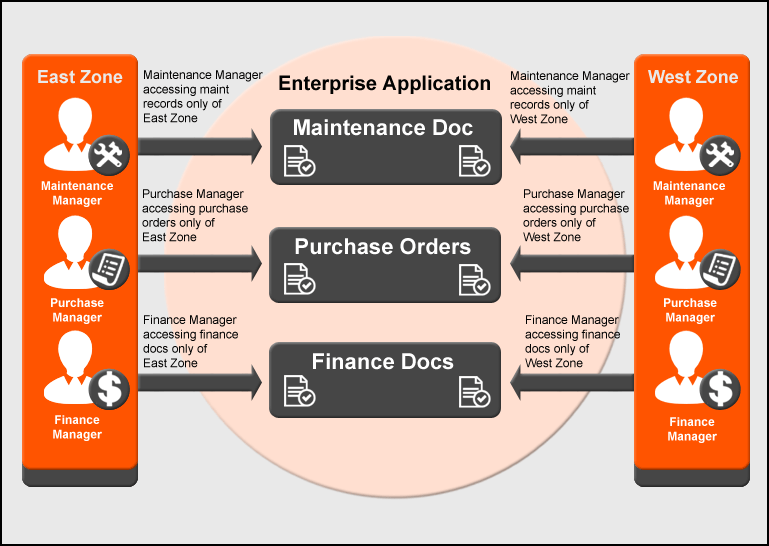 East Zone
Maintenance Manager
accessing maint
records only of
East Zone
Enterprise Application
Maintenance Manager
accessing maint
records only of
West Zone
West Zone
Maintenance Doc
Maintenance
Manager
Maintenance
Manager
Purchase Manager
accessing purchase
orders only of
East Zone
Purchase Manager
accessing purchase
orders only of
West Zone
Purchase Orders
Purchase
Manager
Purchase
Manager
Finance Manager
accessing finance
docs only of
East Zone
Finance Manager
accessing finance
docs only of
West Zone
Finance Docs
$
$
Finance
Manager
Finance
Manager